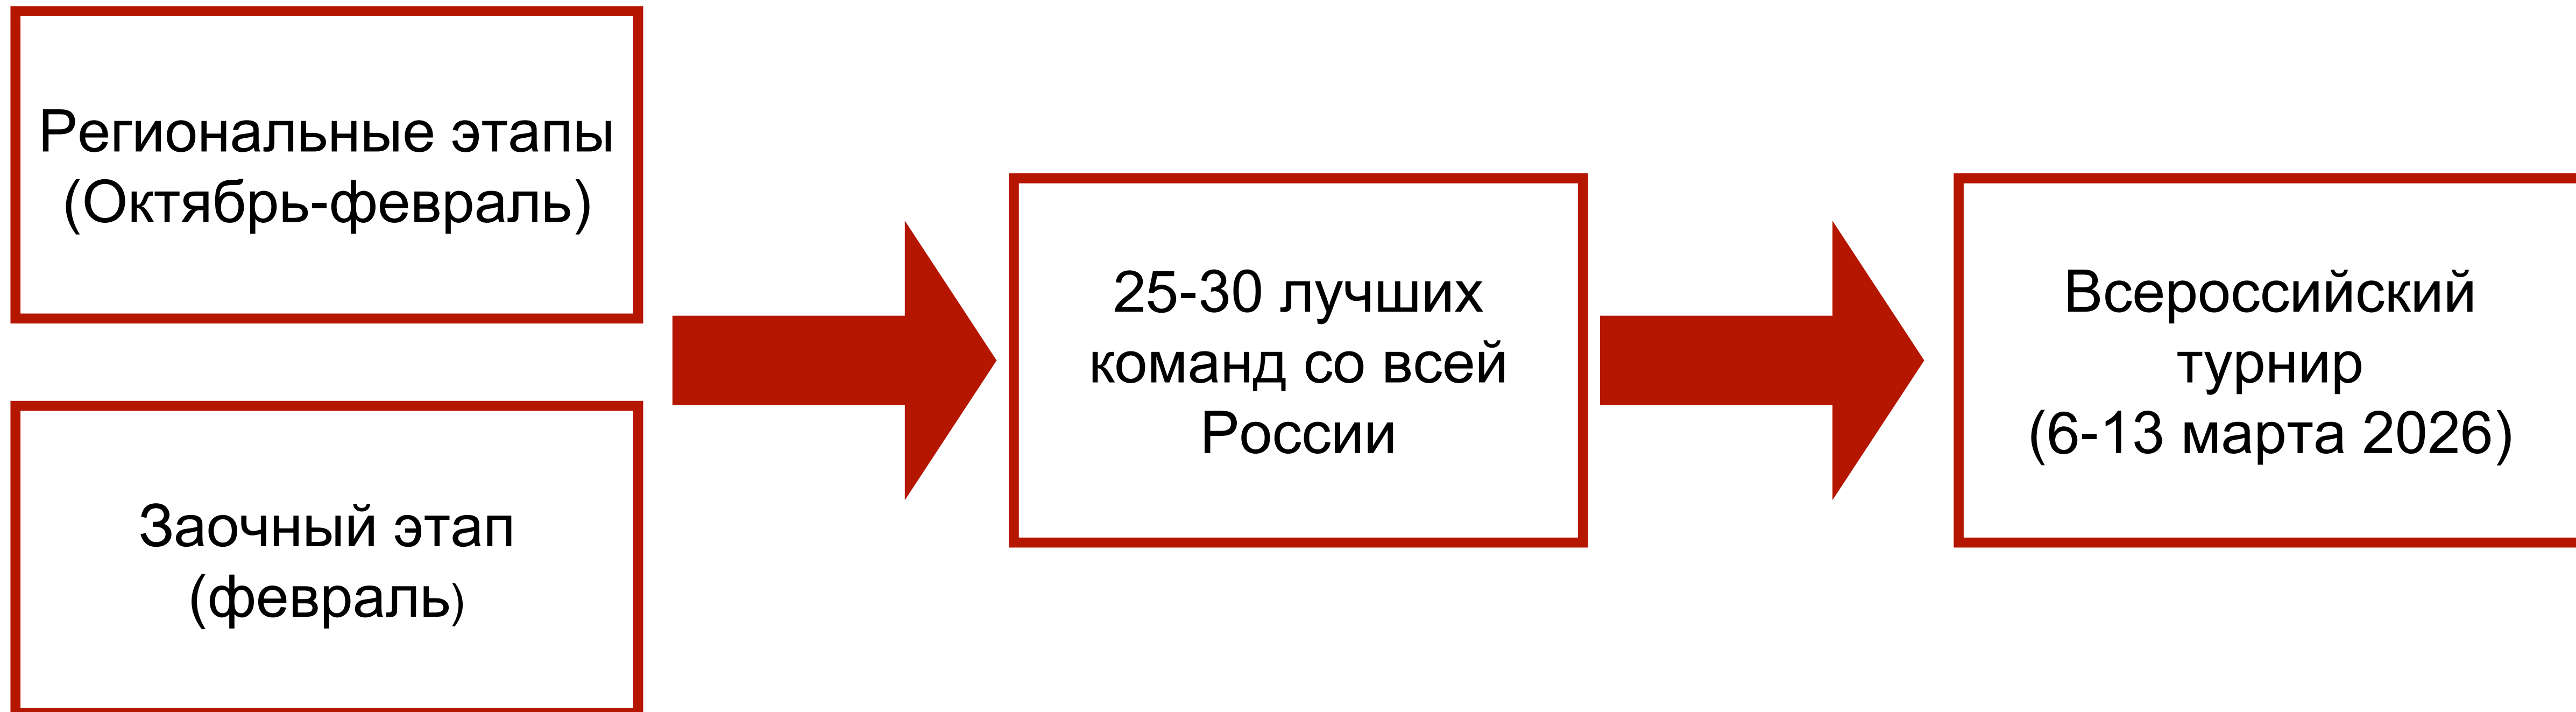 Региональные этапы
(Октябрь-февраль)
Заочный этап
(февраль)
25-30 лучших
команд со всей
России
Всероссийский
турнир
(6-13 марта 2026)